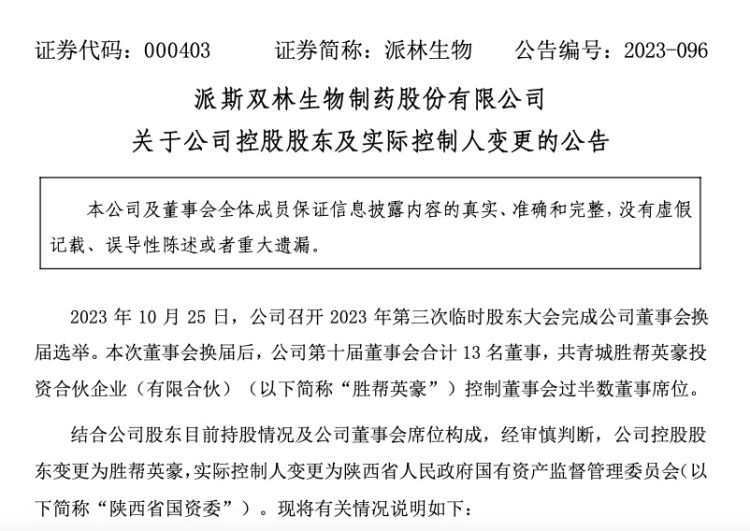 证券代码：000403 证券简称：派林生物 公告编号：2023-096
派斯双林生物制药股份有限公司
关于公司控股股东及实际控制人变更的公告
本公司及董事会全体成员保证信息披露内容的真实、准确和完整，没有虚假
记载、误导性陈述或者重大遗漏。
2023 年 10 月 25 日，公司召开 2023 年第三次临时股东大会完成公司董事会换
届选举。本次董事会换届后，公司第十届董事会合计 13 名董事，共青城胜帮英豪投
资合伙企业（有限合伙）（以下简称“胜帮英豪”）控制董事会过半数董事席位。
结合公司股东目前持股情况及公司董事会席位构成，经审慎判断，公司控股股
东变更为胜帮英豪，实际控制人变更为陕西省人民政府国有资产监督管理委员会（以
下简称“陕西省国资委”）。现将有关情况说明如下：